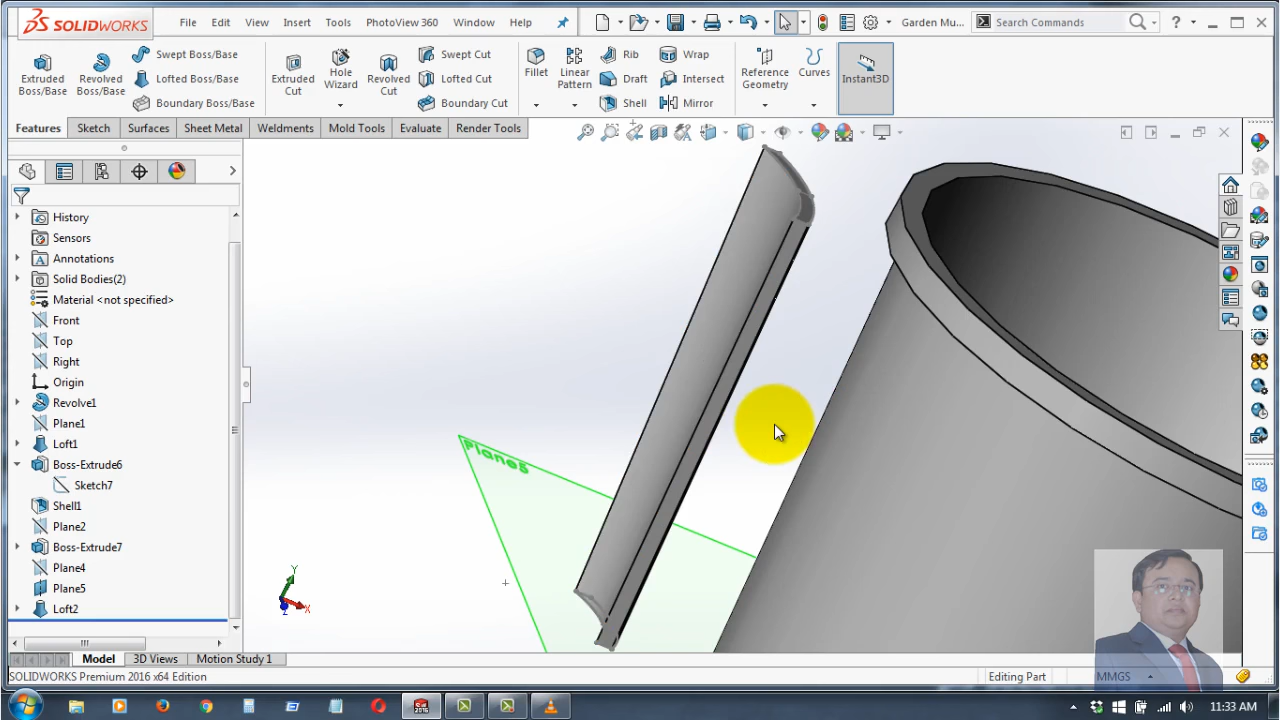 SOLIDWORKS
File Edit View Insert Tools PhotoView 360 Window Help
Garden Mu...
Search Commands
?
Extruded Boss/Base
Revolved Boss/Base
Swept Boss/Base
Lofted Boss/Base
Boundary Boss/Base
Extruded Cut
Hole Wizard
Revolved Cut
Swept Cut
Lofted Cut
Boundary Cut
Fillet
Linear Pattern
Rib
Draft
Shell
Wrap
Intersect
Mirror
Reference Geometry
Curves
Instant3D
Features Sketch Surfaces Sheet Metal Weldments Mold Tools Evaluate Render Tools
History
Sensors
Annotations
Solid Bodies(2)
Material <not specified>
Front
Top
Right
Origin
Revolve1
Plane1
Loft1
Boss-Extrude6
Sketch7
Shell1
Plane2
Boss-Extrude7
Plane4
Plane5
Loft2
Plane5
Y
X
Z
Model 3D Views Motion Study 1
SOLIDWORKS Premium 2016 x64 Edition
Editing Part
MMGS
11:33 AM